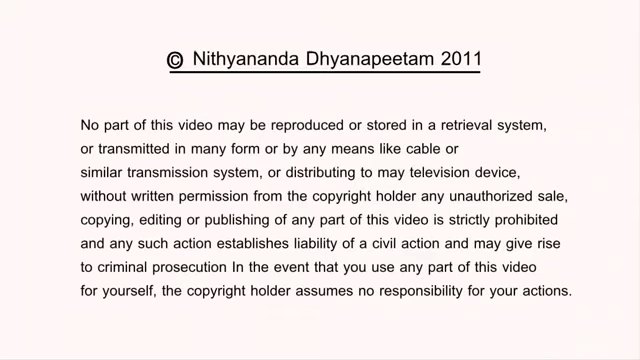 © Nithyananda Dhyanapeetam 2011
No part of this video may be reproduced or stored in a retrieval system,
or transmitted in many form or by any means like cable or
similar transmission system, or distributing to may television device,
without written permission from the copyright holder any unauthorized sale,
copying, editing or publishing of any part of this video is strictly prohibited
and any such action establishes liability of a civil action and may give rise
to criminal prosecution In the event that you use any part of this video
for yourself, the copyright holder assumes no responsibility for your actions.